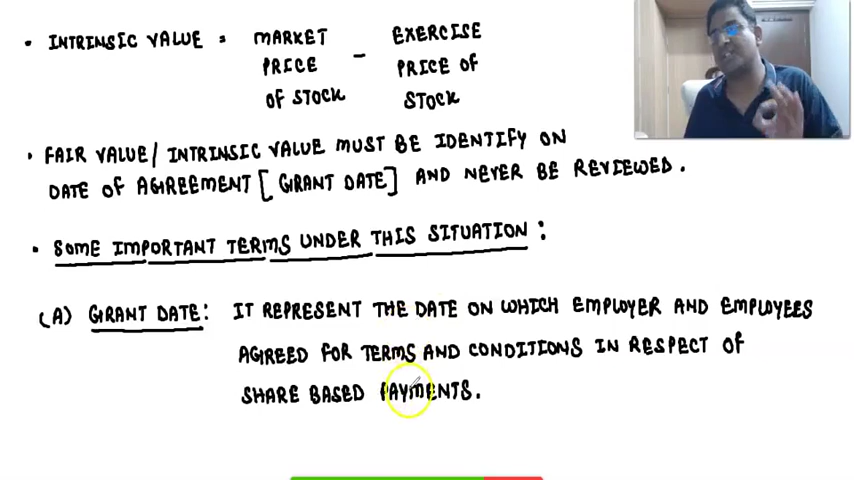 • INTRINSIC VALUE = MARKET PRICE OF STOCK - EXERCISE PRICE OF STOCK
• FAIR VALUE/INTRINSIC VALUE MUST BE IDENTIFY ON
DATE OF AGREEMENT [GRANT DATE] AND NEVER BE REVIEWED.
• SOME IMPORTANT TERMS UNDER THIS SITUATION:
(A) GRANT DATE: IT REPRESENT THE DATE ON WHICH EMPLOYER AND EMPLOYEES
AGREED FOR TERMS AND CONDITIONS IN RESPECT OF
SHARE BASED PAYMENTS.